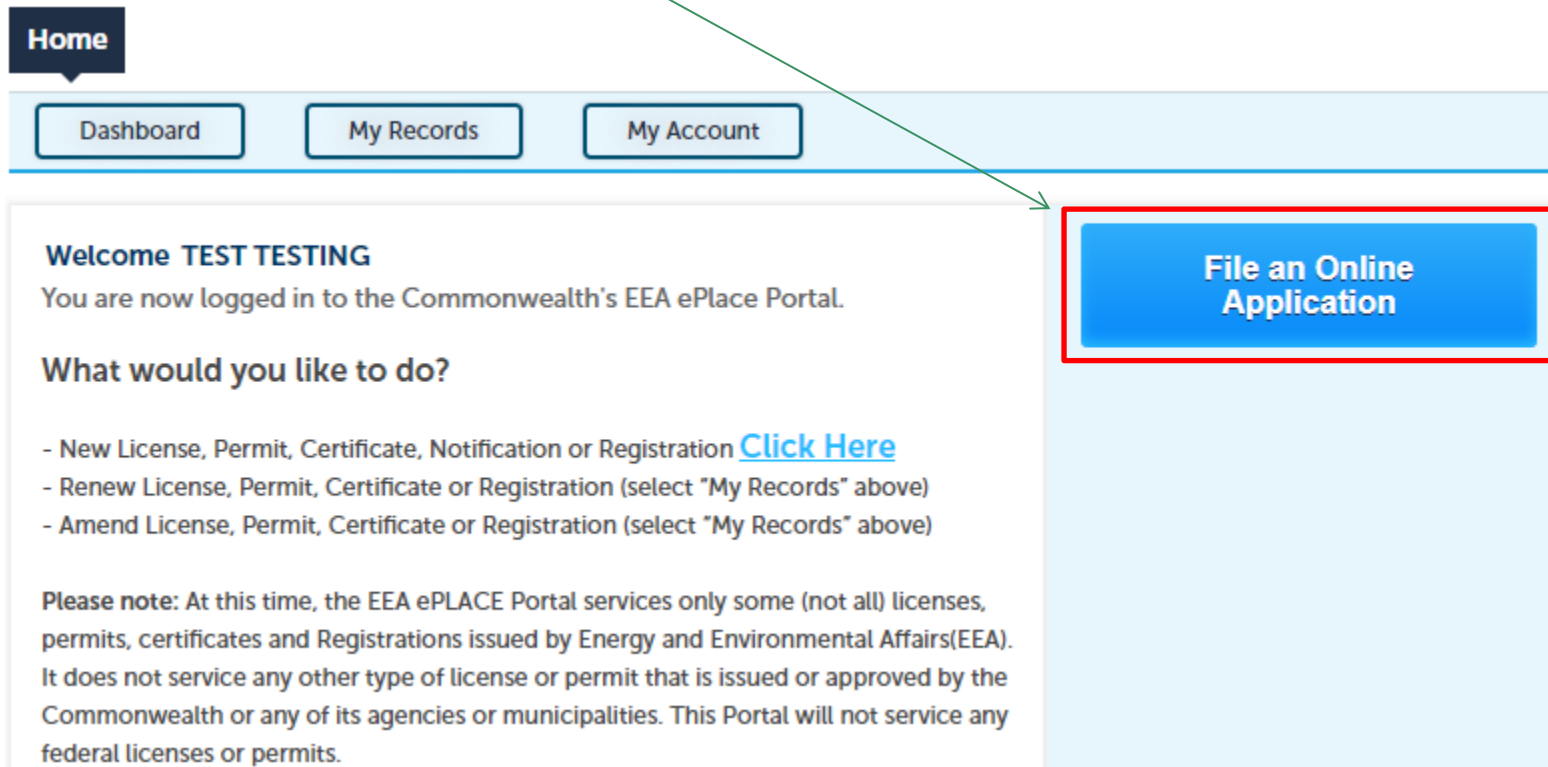 Home
Dashboard
My Records
My Account
Welcome TEST TESTING
You are now logged in to the Commonwealth's EEA ePlace Portal.
What would you like to do?
- New License, Permit, Certificate, Notification or Registration Click Here
- Renew License, Permit, Certificate or Registration (select "My Records" above)
- Amend License, Permit, Certificate or Registration (select "My Records" above)
Please note: At this time, the EEA ePLACE Portal services only some (not all) licenses,
permits, certificates and Registrations issued by Energy and Environmental Affairs(EEA).
It does not service any other type of license or permit that is issued or approved by the
Commonwealth or any of its agencies or municipalities. This Portal will not service any
federal licenses or permits.
File an Online
Application